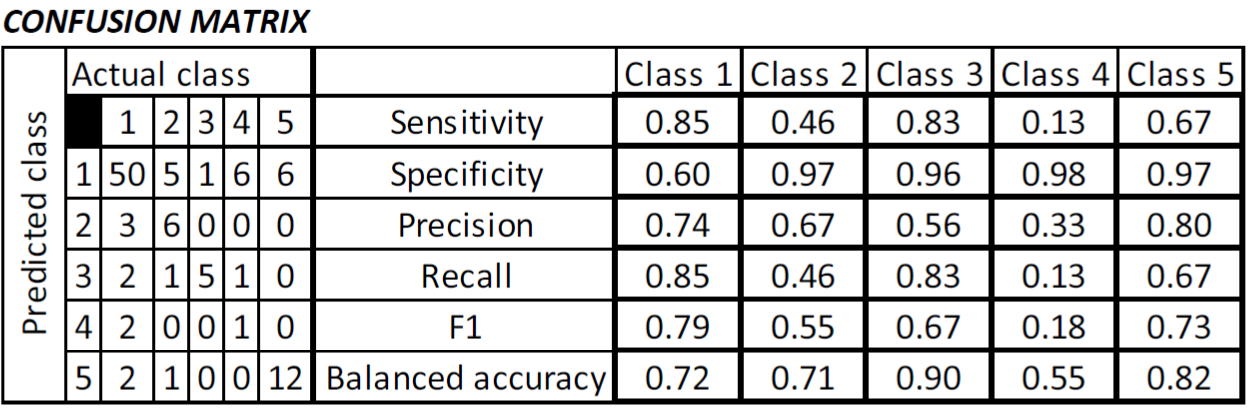 CONFUSION MATRIX
Predicted class
Actual class Class 1 Class 2 Class 3 Class 4 Class 5
1 2 3 4 5 Sensitivity 0.85 0.46 0.83 0.13 0.67
1 50 5 1 6 6 Specificity 0.60 0.97 0.96 0.98 0.97
2 3 6 0 0 0 Precision 0.74 0.67 0.56 0.33 0.80
3 2 1 5 1 0 Recall 0.85 0.46 0.83 0.13 0.67
4 2 0 0 1 0 F1 0.79 0.55 0.67 0.18 0.73
5 2 1 0 0 12 Balanced accuracy 0.72 0.71 0.90 0.55 0.82